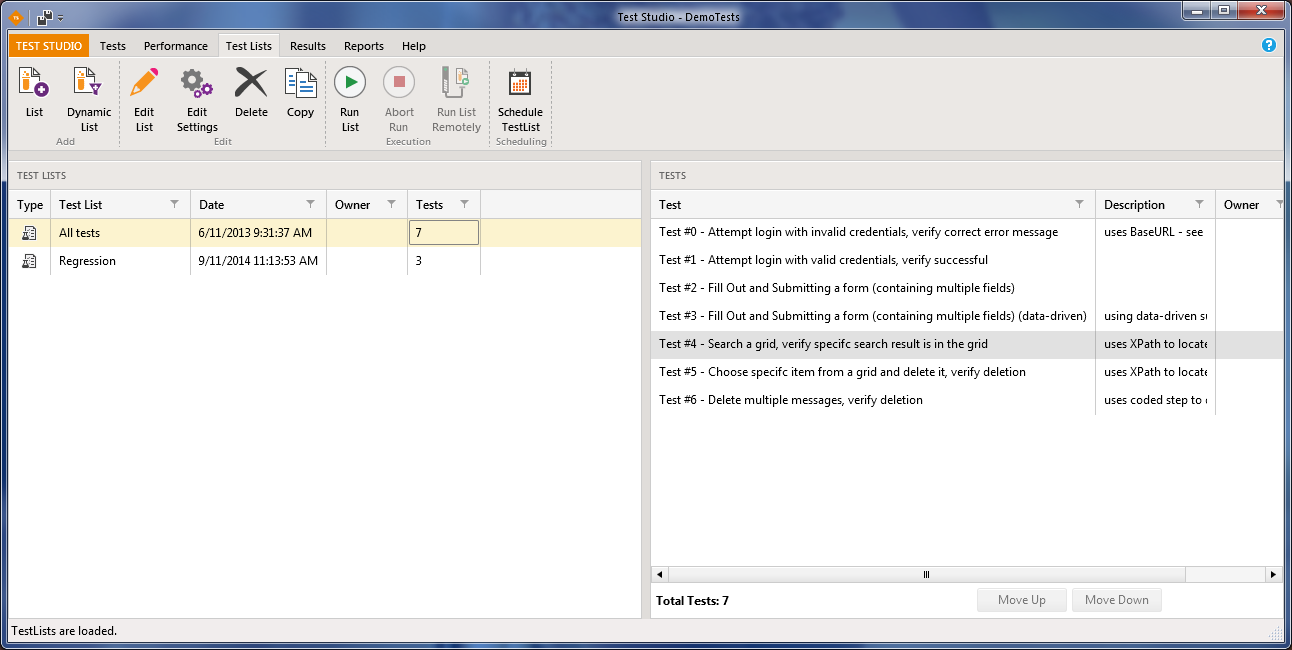 Test Studio - DemoTests
TEST STUDIO Tests Performance Test Lists Results Reports Help
List Dynamic List Edit List Edit Settings Delete Copy Run List Abort Run Run List Remotely Schedule TestList
Add Edit Execution Scheduling
TEST LISTS
Type Test List Date Owner Tests
All tests 6/11/2013 9:31:37 AM 7
Regression 9/11/2014 11:13:53 AM 3
TESTS
Test Description Owner
Test #0 - Attempt login with invalid credentials, verify correct error message uses BaseURL - see
Test #1 - Attempt login with valid credentials, verify successful
Test #2 - Fill Out and Submitting a form (containing multiple fields)
Test #3 - Fill Out and Submitting a form (containing multiple fields) (data-driven) using data-driven
Test #4 - Search a grid, verify specifc search result is in the grid uses XPath to locate
Test #5 - Choose specifc item from a grid and delete it, verify deletion uses XPath to locate
Test #6 - Delete multiple messages, verify deletion uses coded step to
Total Tests: 7 Move Up Move Down
TestLists are loaded.